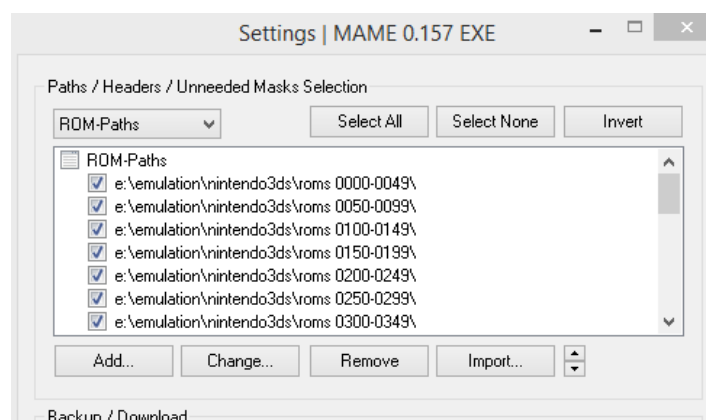 Settings | MAME 0.157 EXE
Paths / Headers / Unneeded Masks Selection
ROM-Paths Select All Select None Invert
ROM-Paths
e:\emulation\nintendo3ds\roms 0000-0049\
e:\emulation\nintendo3ds\roms 0050-0099\
e:\emulation\nintendo3ds\roms 0100-0149\
e:\emulation\nintendo3ds\roms 0150-0199\
e:\emulation\nintendo3ds\roms 0200-0249\
e:\emulation\nintendo3ds\roms 0250-0299\
e:\emulation\nintendo3ds\roms 0300-0349\
Add... Change... Remove Import...
Backup / Download